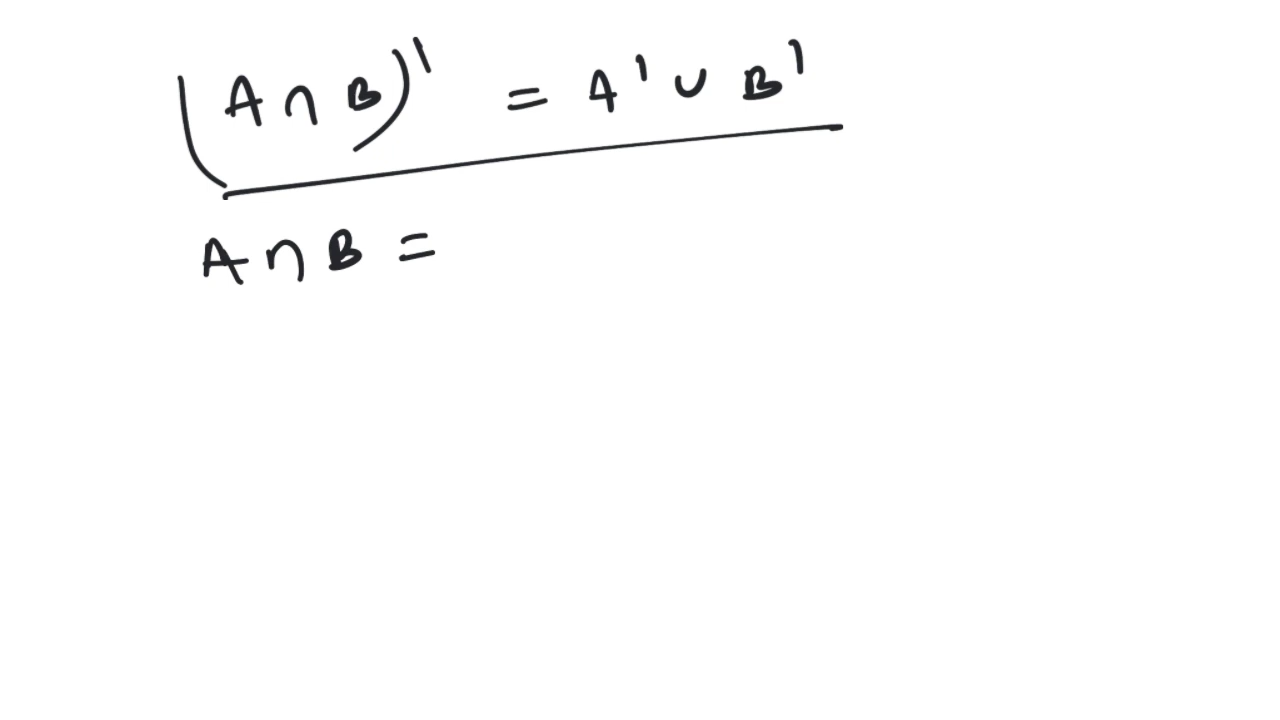 (A ∩ B)' = A' ∪ B'
A ∩ B =